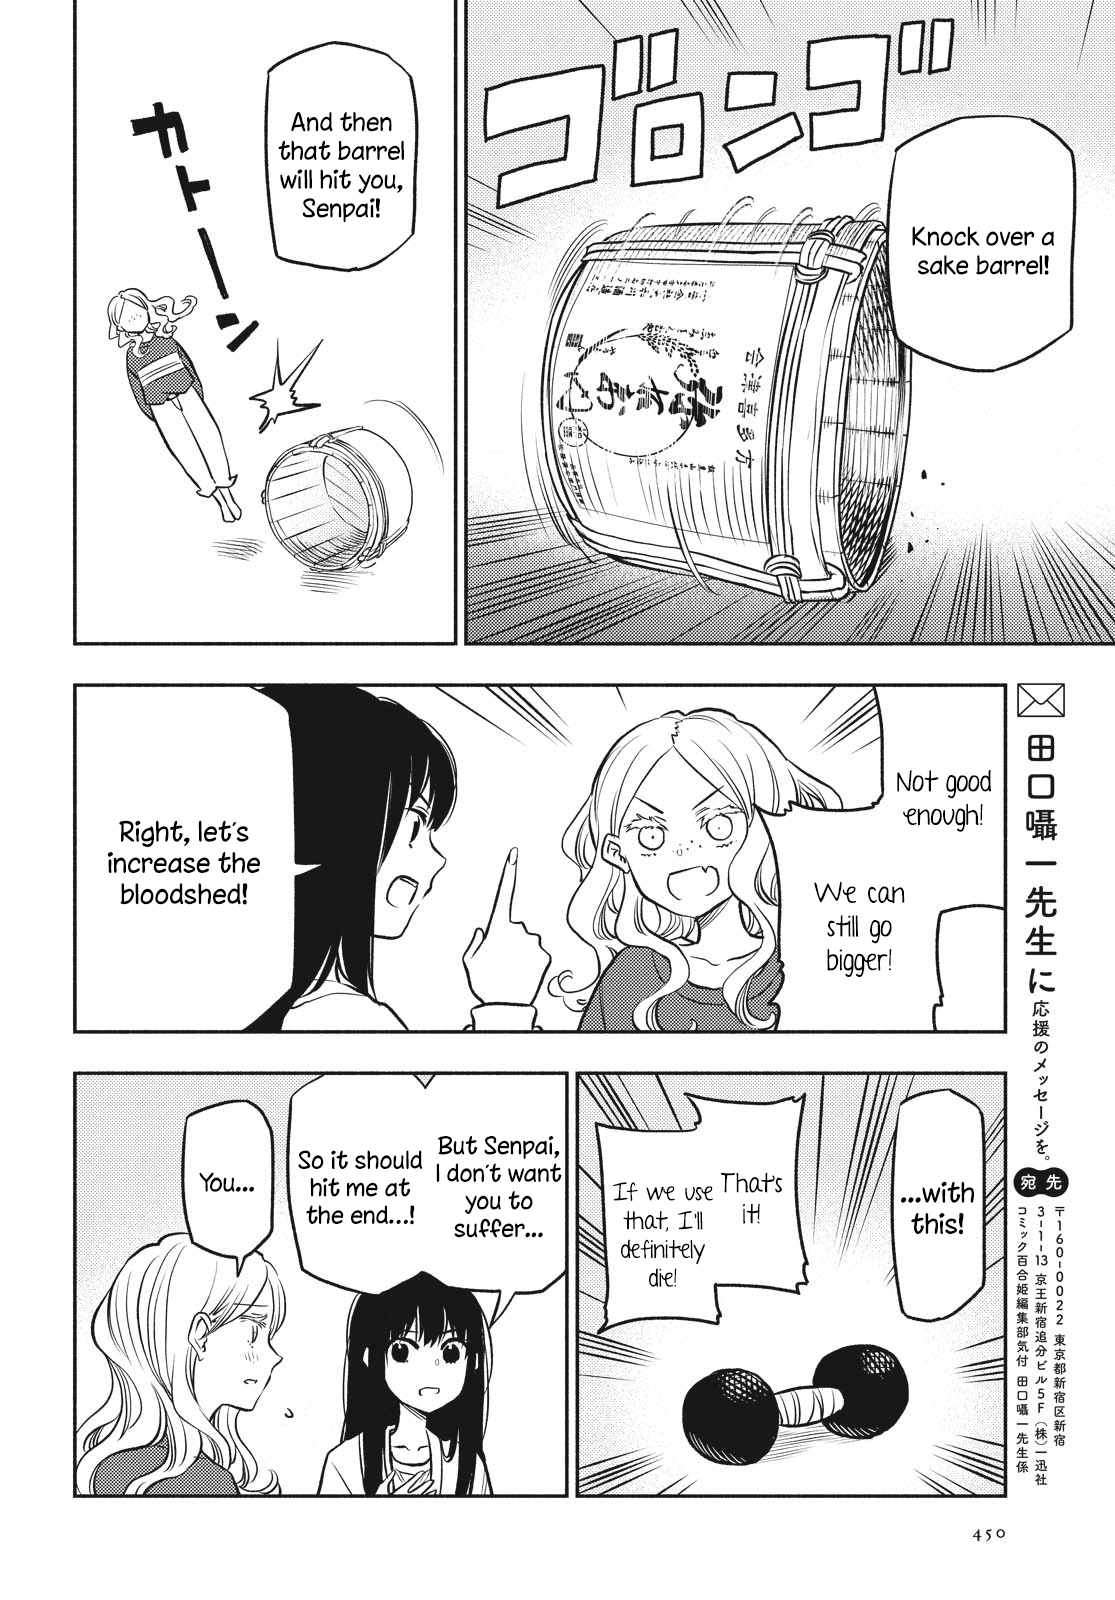 ゴロンゴ
Knock over a
sake barrel!
会津喜多方
And then
that barrel
will hit you,
Senpai!
カトーーン
Not good
enough!
We can
still go
bigger!
Right, let's
increase the
bloodshed!
...with
this!
That's
it!
If we use
that, I'll
definitely
die!
But Senpai,
I don't want
you to
suffer...
So it should
hit me at
the end...!
You...
田口囁一先生に
応援のメッセージを。
宛先
〒160-0022 東京都新宿区新宿
3-1-13 京王新宿追分ビル5F (株)一迅社
コミック百合姫編集部気付 田口囁一先生係
450